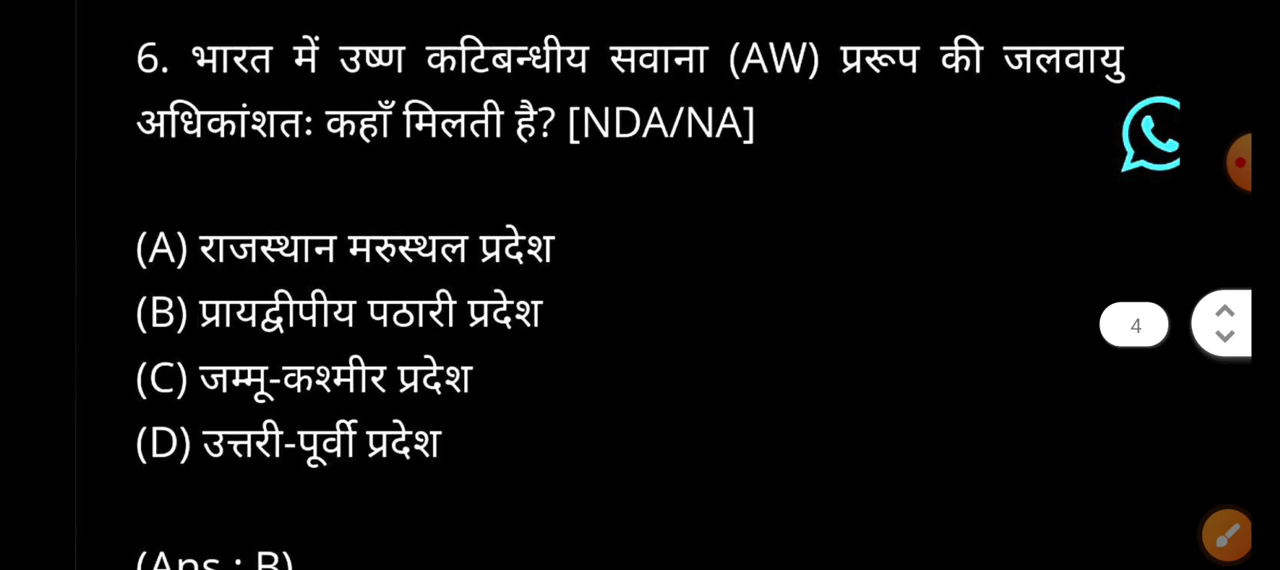 6. भारत में उष्ण कटिबन्धीय सवाना (AW) प्ररूप की जलवायु
अधिकांशतः कहाँ मिलती है? [NDA/NA]
(A) राजस्थान मरुस्थल प्रदेश
(B) प्रायद्वीपीय पठारी प्रदेश
4
(C) जम्मू-कश्मीर प्रदेश
(D) उत्तरी-पूर्वी प्रदेश
(Ans : B)